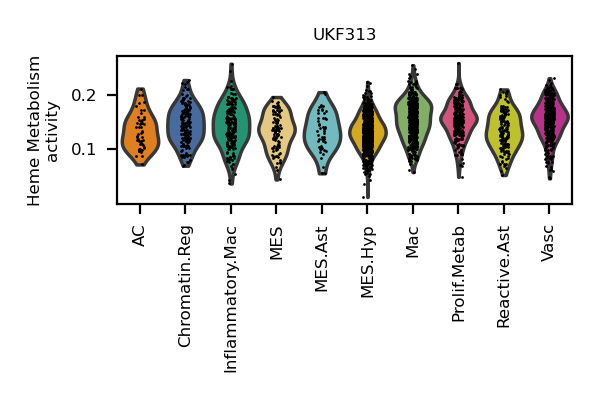 UKF313
Heme Metabolism
activity
0.2
0.1
AC
Chromatin.Reg
Inflammatory.Mac
MES
MES.Ast
MES.Hyp
Mac
Prolif.Metab
Reactive.Ast
Vasc